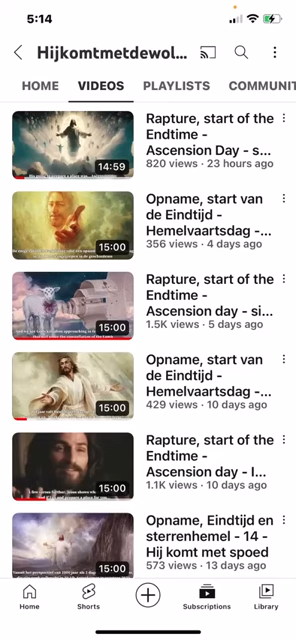 5:14
Hijkomtmetdewol...
HOME VIDEOS PLAYLISTS COMMUNI
Rapture, start of the
Endtime -
Ascension Day - s...
820 views · 23 hours ago
14:59
Opname, start van
de Eindtijd -
Hemelvaartsdag -...
356 views · 4 days ago
15:00
Rapture, start of the
Endtime -
Ascension day - si...
1.5K views · 5 days ago
15:00
Opname, start van
de Eindtijd -
Hemelvaartsdag -...
429 views · 10 days ago
15:00
Rapture, start of the
Endtime -
Ascension day - I...
1.1K views · 10 days ago
15:00
Opname, Eindtijd en
sterrenhemel - 14 -
Hij komt met spoed
573 views · 13 days ago
15:00
Home Shorts Subscriptions Library